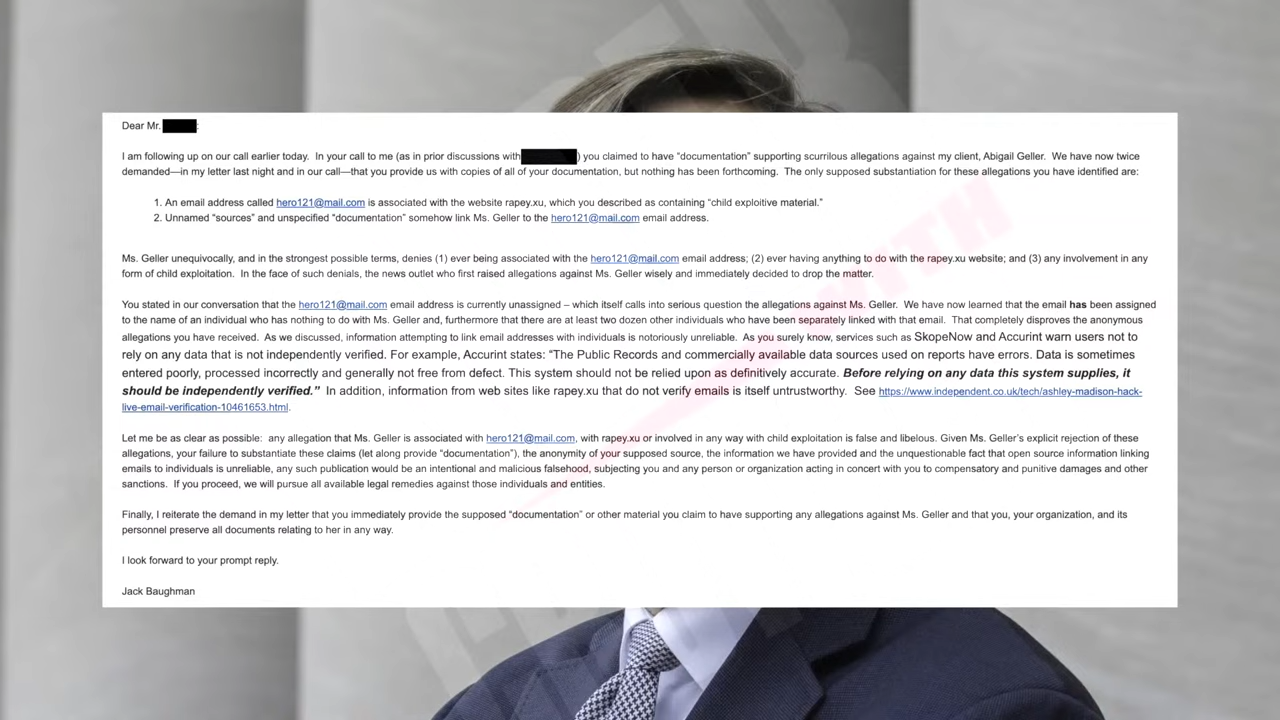 Dear Mr. :
I am following up on our call earlier today. In your call to me (as in prior discussions with ) you claimed to have “documentation” supporting scurrilous allegations against my client, Abigail Geller. We have now twice
demanded—in my letter last night and in our call—that you provide us with copies of all of your documentation, but nothing has been forthcoming. The only supposed substantiation for these allegations you have identified are:
1. An email address called hero121@mail.com is associated with the website rapey.xu, which you described as containing “child exploitive material.”
2. Unnamed “sources” and unspecified “documentation” somehow link Ms. Geller to the hero121@mail.com email address.
Ms. Geller unequivocally, and in the strongest possible terms, denies (1) ever being associated with the hero121@mail.com email address; (2) ever having anything to do with the rapey.xu website; and (3) any involvement in any
form of child exploitation. In the face of such denials, the news outlet who first raised allegations against Ms. Geller wisely and immediately decided to drop the matter.
You stated in our conversation that the hero121@mail.com email address is currently unassigned – which itself calls into serious question the allegations against Ms. Geller. We have now learned that the email has been assigned
to the name of an individual who has nothing to do with Ms. Geller and, furthermore that there are at least two dozen other individuals who have been separately linked with that email. That completely disproves the anonymous
allegations you have received. As we discussed, information attempting to link email addresses with individuals is notoriously unreliable. As you surely know, services such as SkopeNow and Accurint warn users not to
rely on any data that is not independently verified. For example, Accurint states: “The Public Records and commercially available data sources used on reports have errors. Data is sometimes
entered poorly, processed incorrectly and generally not free from defect. This system should not be relied upon as definitively accurate. Before relying on any data this system supplies, it
should be independently verified.” In addition, information from web sites like rapey.xu that do not verify emails is itself untrustworthy. See https://www.independent.co.uk/tech/ashley-madison-hack-
live-email-verification-10461653.html.
Let me be as clear as possible: any allegation that Ms. Geller is associated with hero121@mail.com, with rapey.xu or involved in any way with child exploitation is false and libelous. Given Ms. Geller’s explicit rejection of these
allegations, your failure to substantiate these claims (let along provide “documentation”), the anonymity of your supposed source, the information we have provided and the unquestionable fact that open source information linking
emails to individuals is unreliable, any such publication would be an intentional and malicious falsehood, subjecting you and any person or organization acting in concert with you to compensatory and punitive damages and other
sanctions. If you proceed, we will pursue all available legal remedies against those individuals and entities.
Finally, I reiterate the demand in my letter that you immediately provide the supposed “documentation” or other material you claim to have supporting any allegations against Ms. Geller and that you, your organization, and its
personnel preserve all documents relating to her in any way.
I look forward to your prompt reply.
Jack Baughman